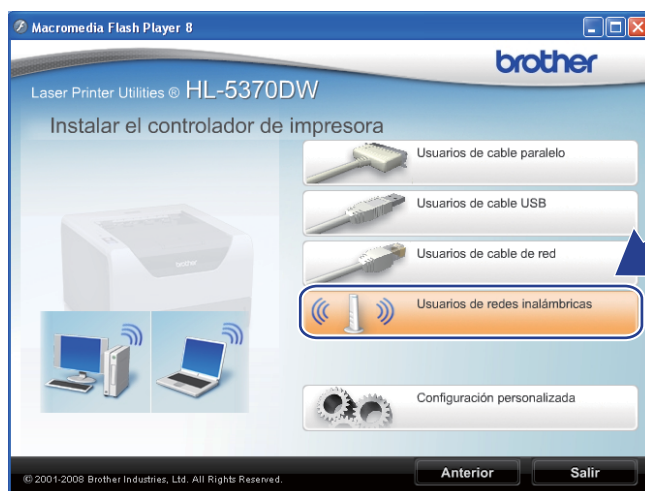 Macromedia Flash Player 8
brother
Laser Printer Utilities ® HL-5370DW
Instalar el controlador de impresora
Usuarios de cable paralelo
Usuarios de cable USB
Usuarios de cable de red
Usuarios de redes inalámbricas
Configuración personalizada
© 2001-2008 Brother Industries, Ltd. All Rights Reserved.
Anterior
Salir